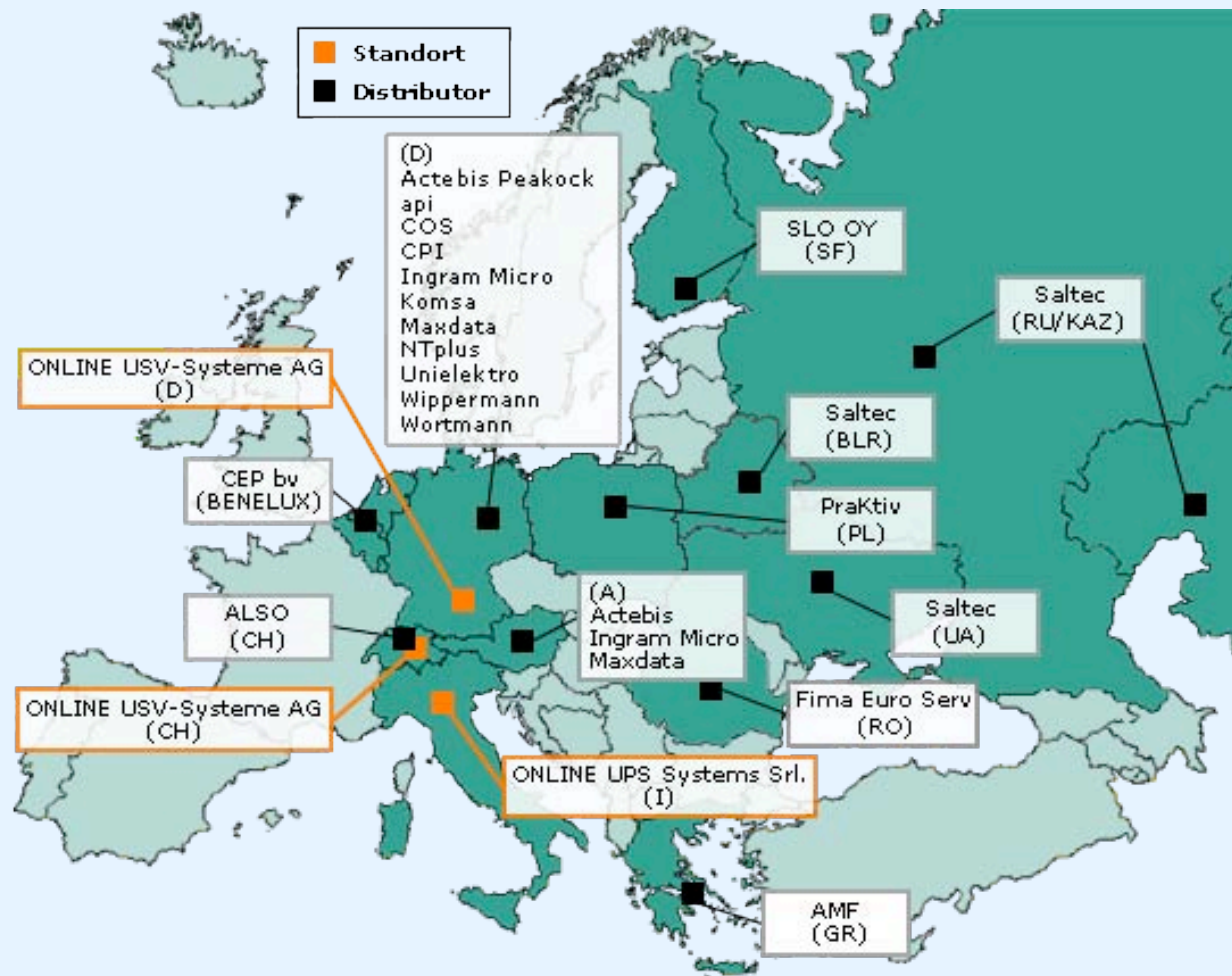 Standort
Distributor
(D)
Actebis Peakock
api
COS
CPI
Ingram Micro
Komsa
Maxdata
NTplus
Unielektro
Wippermann
Wortmann
SLO OY
(SF)
Saltec
(RU/KAZ)
ONLINE USV-Systeme AG
(D)
Saltec
(BLR)
CEP bv
(BENELUX)
PraKtiv
(PL)
(A)
Actebis
Ingram Micro
Maxdata
Saltec
(UA)
ALSO
(CH)
ONLINE USV-Systeme AG
(CH)
Fima Euro Serv
(RO)
ONLINE UPS Systems Srl.
(I)
AMF
(GR)